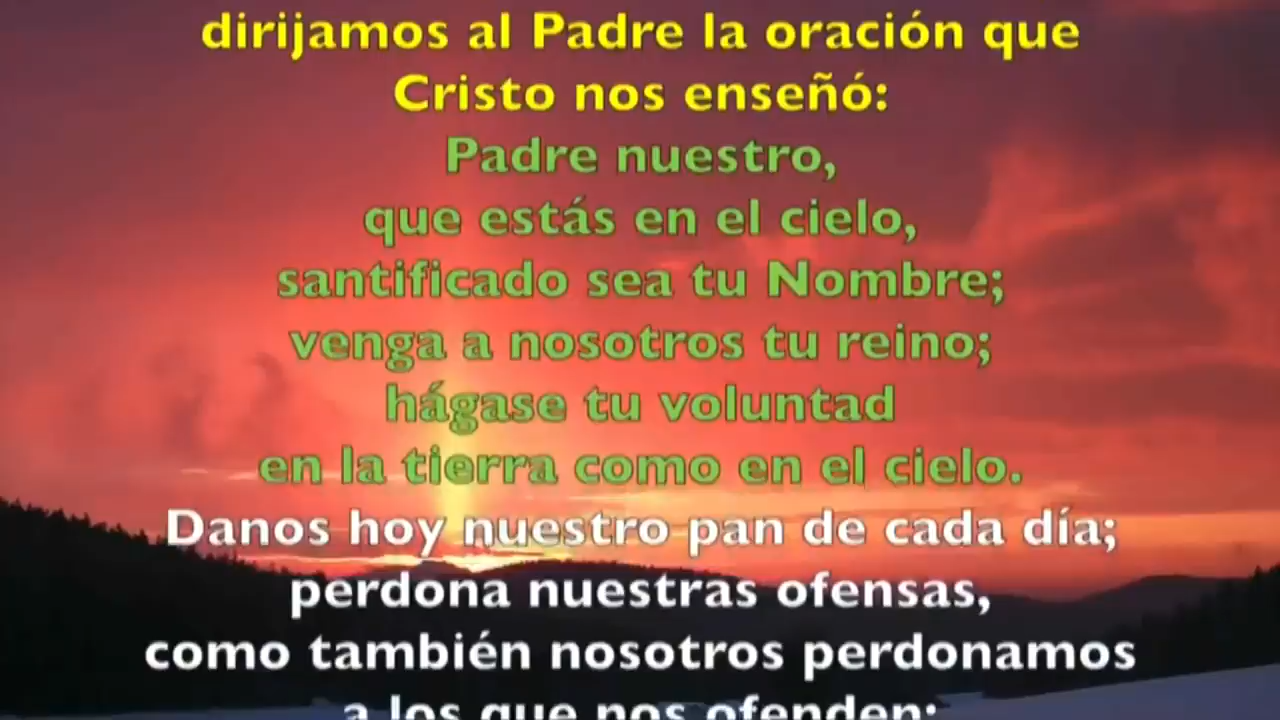 dirijamos al Padre la oración que
Cristo nos enseñó:
Padre nuestro,
que estás en el cielo,
santificado sea tu Nombre;
venga a nosotros tu reino;
hágase tu voluntad
en la tierra como en el cielo.
Danos hoy nuestro pan de cada día;
perdona nuestras ofensas,
como también nosotros perdonamos
a los que nos ofenden;